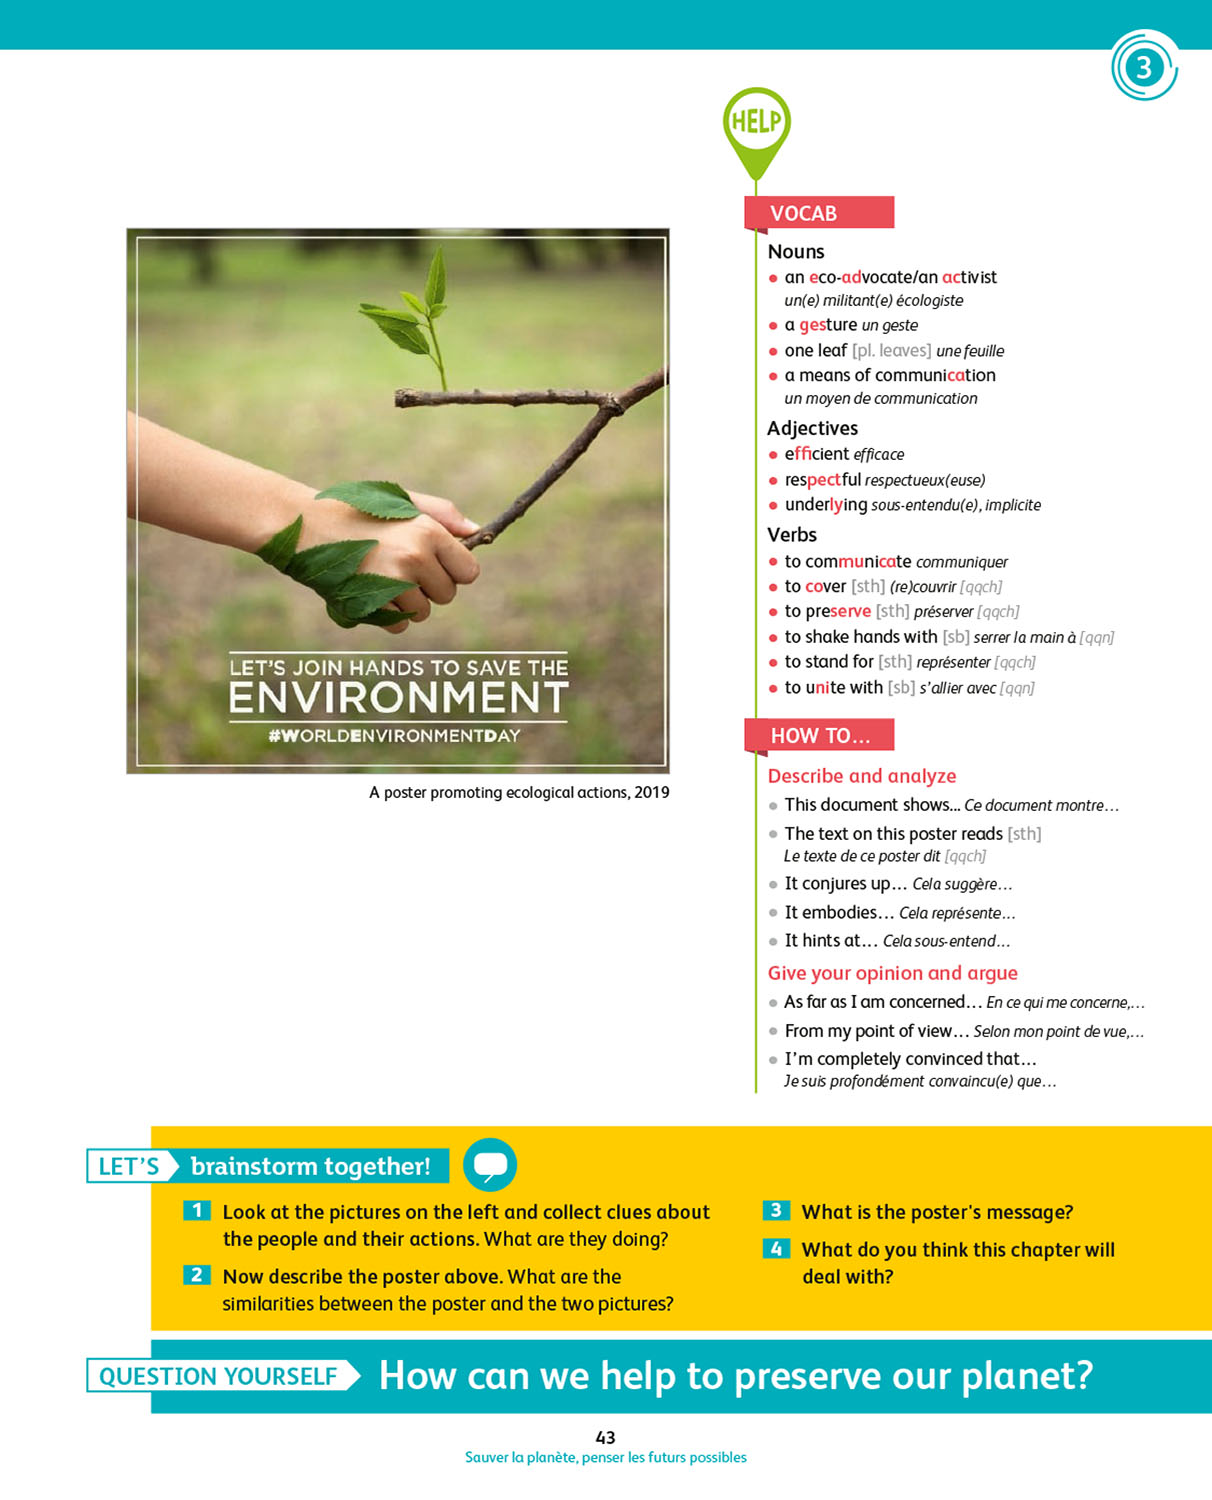 3
HELP
LET'S JOIN HANDS TO SAVE THE
ENVIRONMENT
#WORLDENVIRONMENTDAY
A poster promoting ecological actions, 2019
VOCAB
Nouns
• an eco-advocate/an activist
un(e) militant(e) écologiste
• a gesture un geste
• one leaf [pl. leaves] une feuille
• a means of communication
un moyen de communication
Adjectives
• efficient efficace
• respectful respectueux(euse)
• underlying sous-entendu(e), implicite
Verbs
• to communicate communiquer
• to cover [sth] (re)couvrir [qqch]
• to preserve [sth] préserver [qqch]
• to shake hands with [sb] serrer la main à [qqn]
• to stand for [sth] représenter [qqch]
• to unite with [sb] s'allier avec [qqn]
HOW TO...
Describe and analyze
• This document shows... Ce document montre...
• The text on this poster reads [sth]
Le texte de ce poster dit [qqch]
• It conjures up... Cela suggère...
• It embodies... Cela représente...
• It hints at... Cela sous-entend...
Give your opinion and argue
• As far as I am concerned... En ce qui me concerne,...
• From my point of view... Selon mon point de vue,...
• I'm completely convinced that...
Je suis profondément convaincu(e) que...
LET'S brainstorm together!
1 Look at the pictures on the left and collect clues about
the people and their actions. What are they doing?
2 Now describe the poster above. What are the
similarities between the poster and the two pictures?
3 What is the poster's message?
4 What do you think this chapter will
deal with?
QUESTION YOURSELF How can we help to preserve our planet?
43
Sauver la planète, penser les futurs possibles